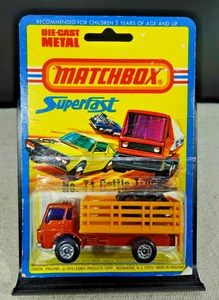 RECOMMENDED FOR CHILDREN 3 YEARS OF AGE AND UP
DIE-CAST
METAL
MATCHBOX
Superfast
No. 71 Cattle Truck